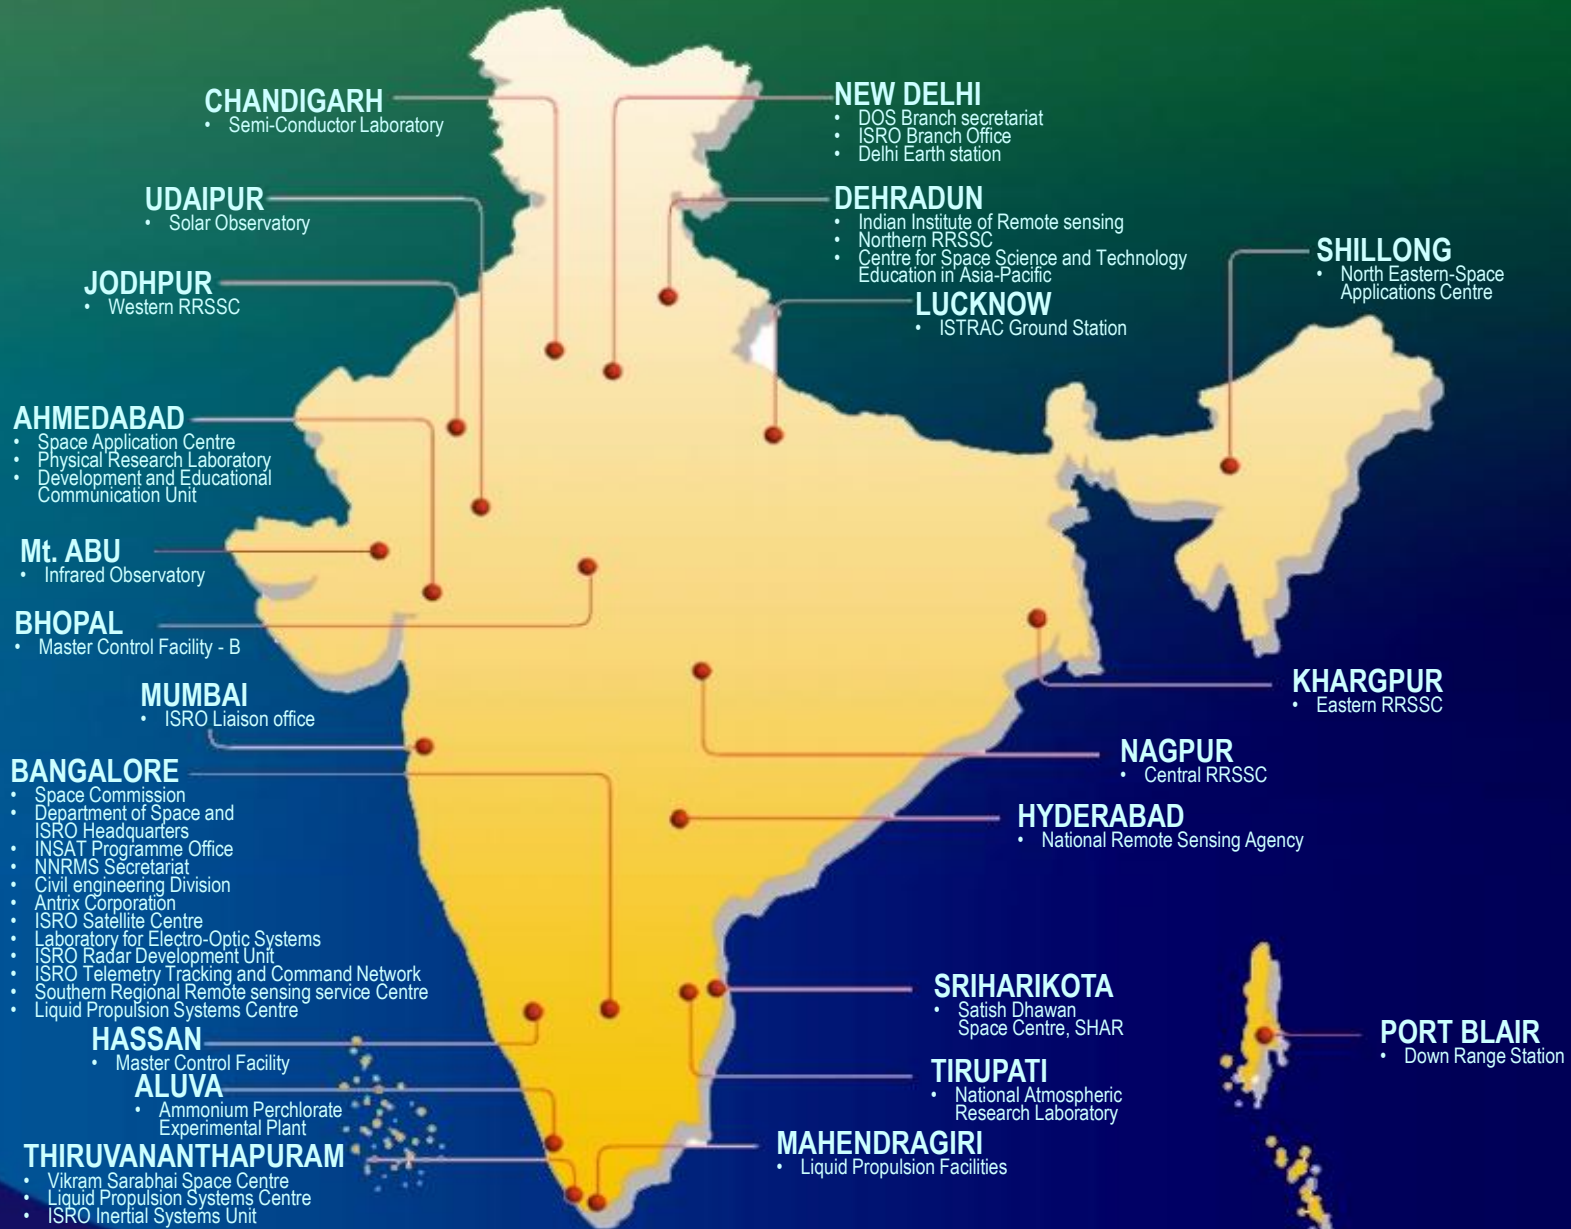 CHANDIGARH
• Semi-Conductor Laboratory
UDAIPUR
• Solar Observatory
JODHPUR
• Western RRSSC
AHMEDABAD
• Space Application Centre
• Physical Research Laboratory
• Development and Educational
Communication Unit
Mt. ABU
• Infrared Observatory
BHOPAL
• Master Control Facility - B
MUMBAI
• ISRO Liaison office
BANGALORE
• Space Commission
• Department of Space and
ISRO Headquarters
• INSAT Programme Office
• NNRMS Secretariat
• Civil engineering Division
• Antrix Corporation
• ISRO Satellite Centre
• Laboratory for Electro-Optic Systems
• ISRO Radar Development Unit
• ISRO Telemetry Tracking and Command Network
• Southern Regional Remote sensing service Centre
• Liquid Propulsion Systems Centre
HASSAN
• Master Control Facility
ALUVA
• Ammonium Perchlorate
Experimental Plant
THIRUVANANTHAPURAM
• Vikram Sarabhai Space Centre
• Liquid Propulsion Systems Centre
• ISRO Inertial Systems Unit
NEW DELHI
• DOS Branch secretariat
• ISRO Branch Office
• Delhi Earth station
DEHRADUN
• Indian Institute of Remote sensing
• Northern RRSSC
• Centre for Space Science and Technology
Education in Asia-Pacific
LUCKNOW
• ISTRAC Ground Station
SHILLONG
• North Eastern-Space
Applications Centre
KHARGPUR
• Eastern RRSSC
NAGPUR
• Central RRSSC
HYDERABAD
• National Remote Sensing Agency
SRIHARIKOTA
• Satish Dhawan
Space Centre, SHAR
TIRUPATI
• National Atmospheric
Research Laboratory
MAHENDRAGIRI
• Liquid Propulsion Facilities
PORT BLAIR
• Down Range Station